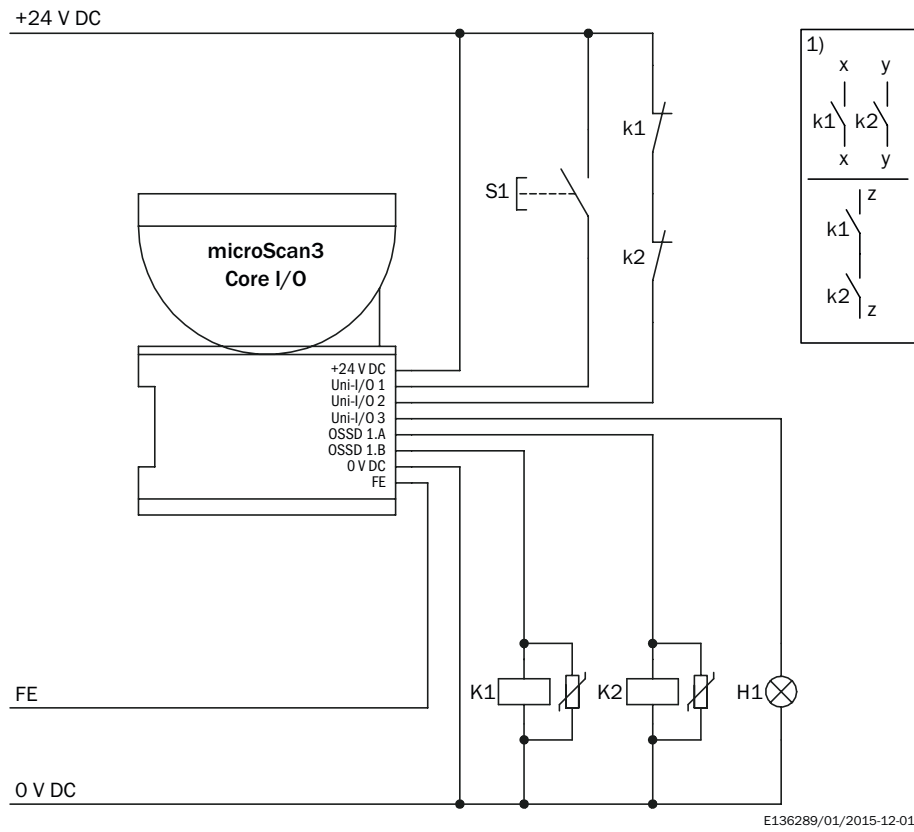 +24 V DC
1)
x y
k1 k2
x y
z
k1
k2
z
k1
S1
k2
microScan3
Core I/O
+24 V DC
Uni-I/O 1
Uni-I/O 2
Uni-I/O 3
OSSD 1.A
OSSD 1.B
0 V DC
FE
FE
K1
K2
H1
0 V DC
E136289/01/2015-12-01